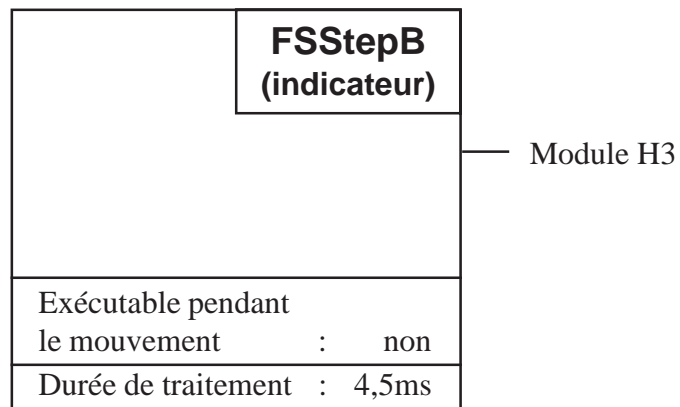 FSStepB
(indicateur)
Module H3
Exécutable pendant
le mouvement : non
Durée de traitement : 4,5ms